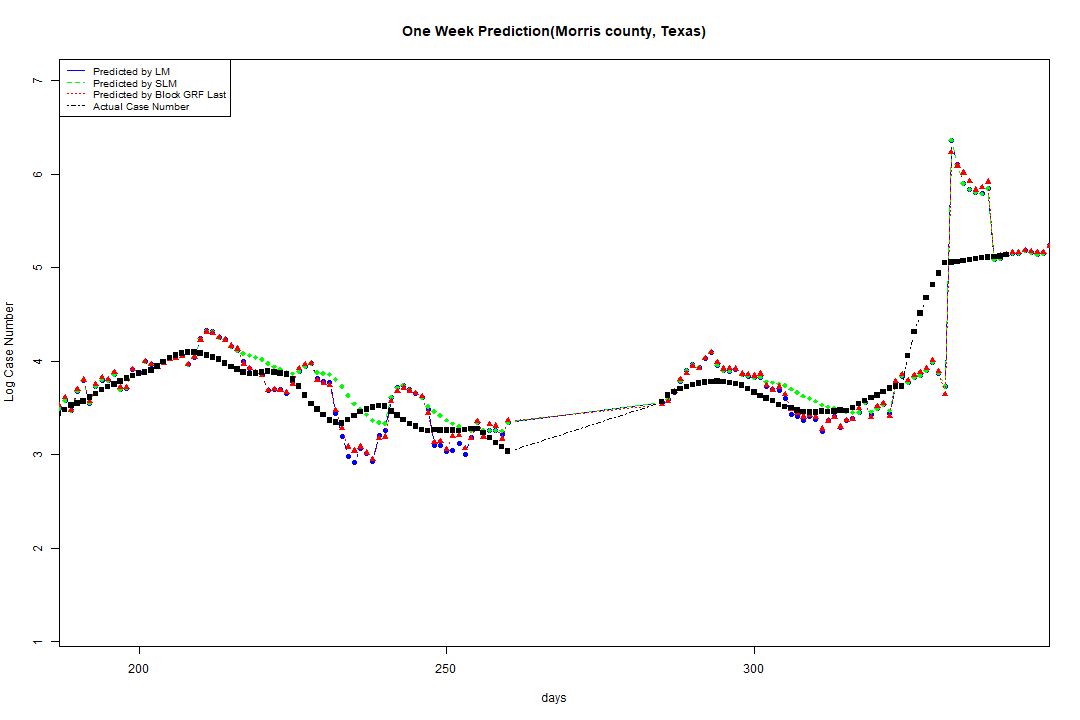 One Week Prediction(Morris county, Texas)
Predicted by LM
Predicted by SLM
Predicted by Block GRF Last
Actual Case Number
7
6
5
4
3
2
1
Log Case Number
200
250
300
days